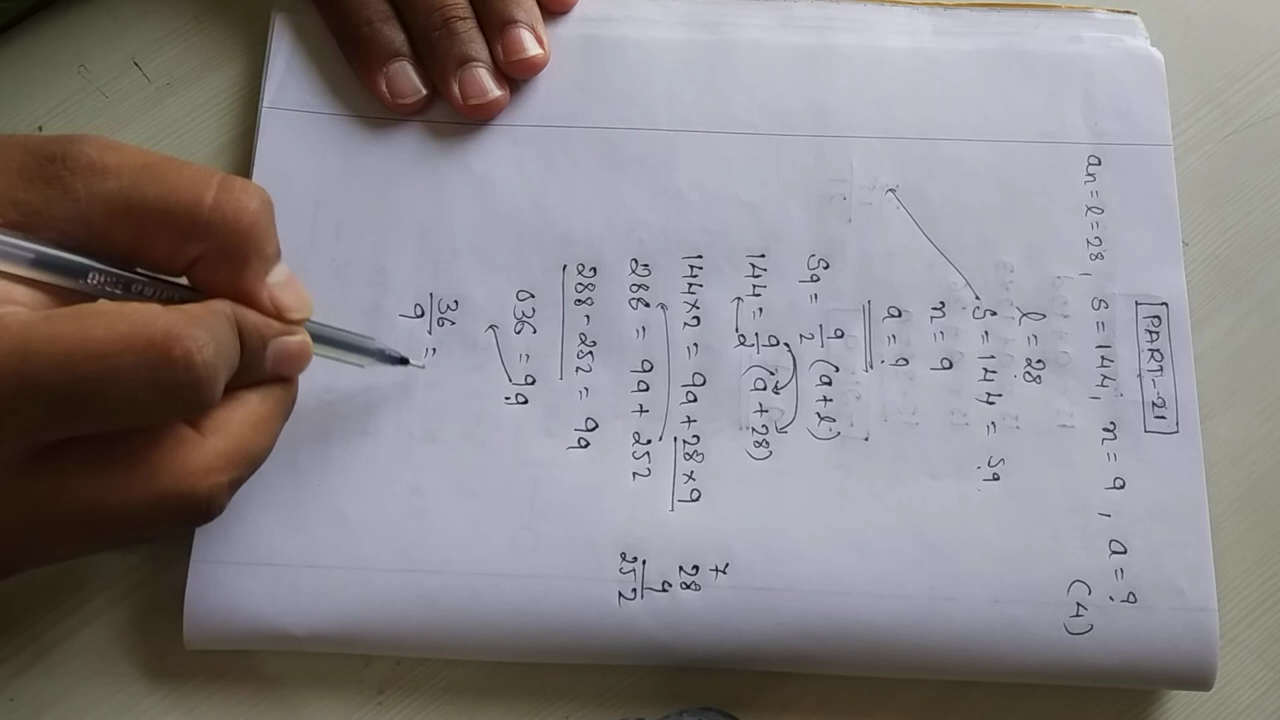 PART-21
an = l = 28, S = 144, n = 9, a = ?
(4)
l = 28
S = 144 = S9
n = 9
a = ?
S9 = 9/2 (a + l)
144 = 9/2 (a + 28)
144×2 = 9a + 28×9
288 = 9a + 252
288 - 252 = 9a
036 = 9a
36/9 =
7
28
9
252